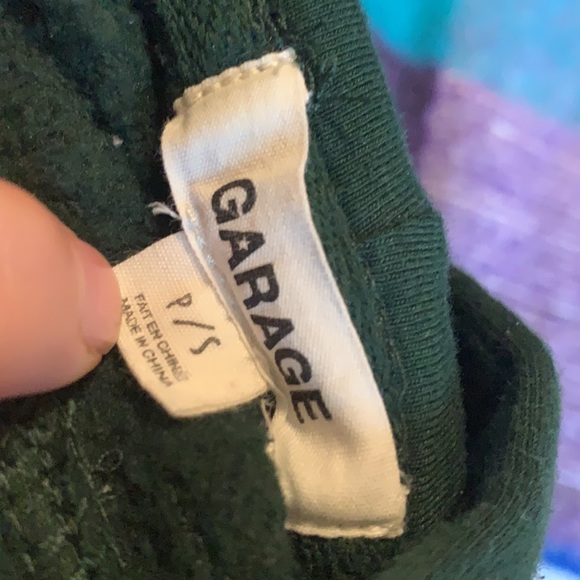 GARAGE
P/S
FAIT EN CHINE
MADE IN CHINA